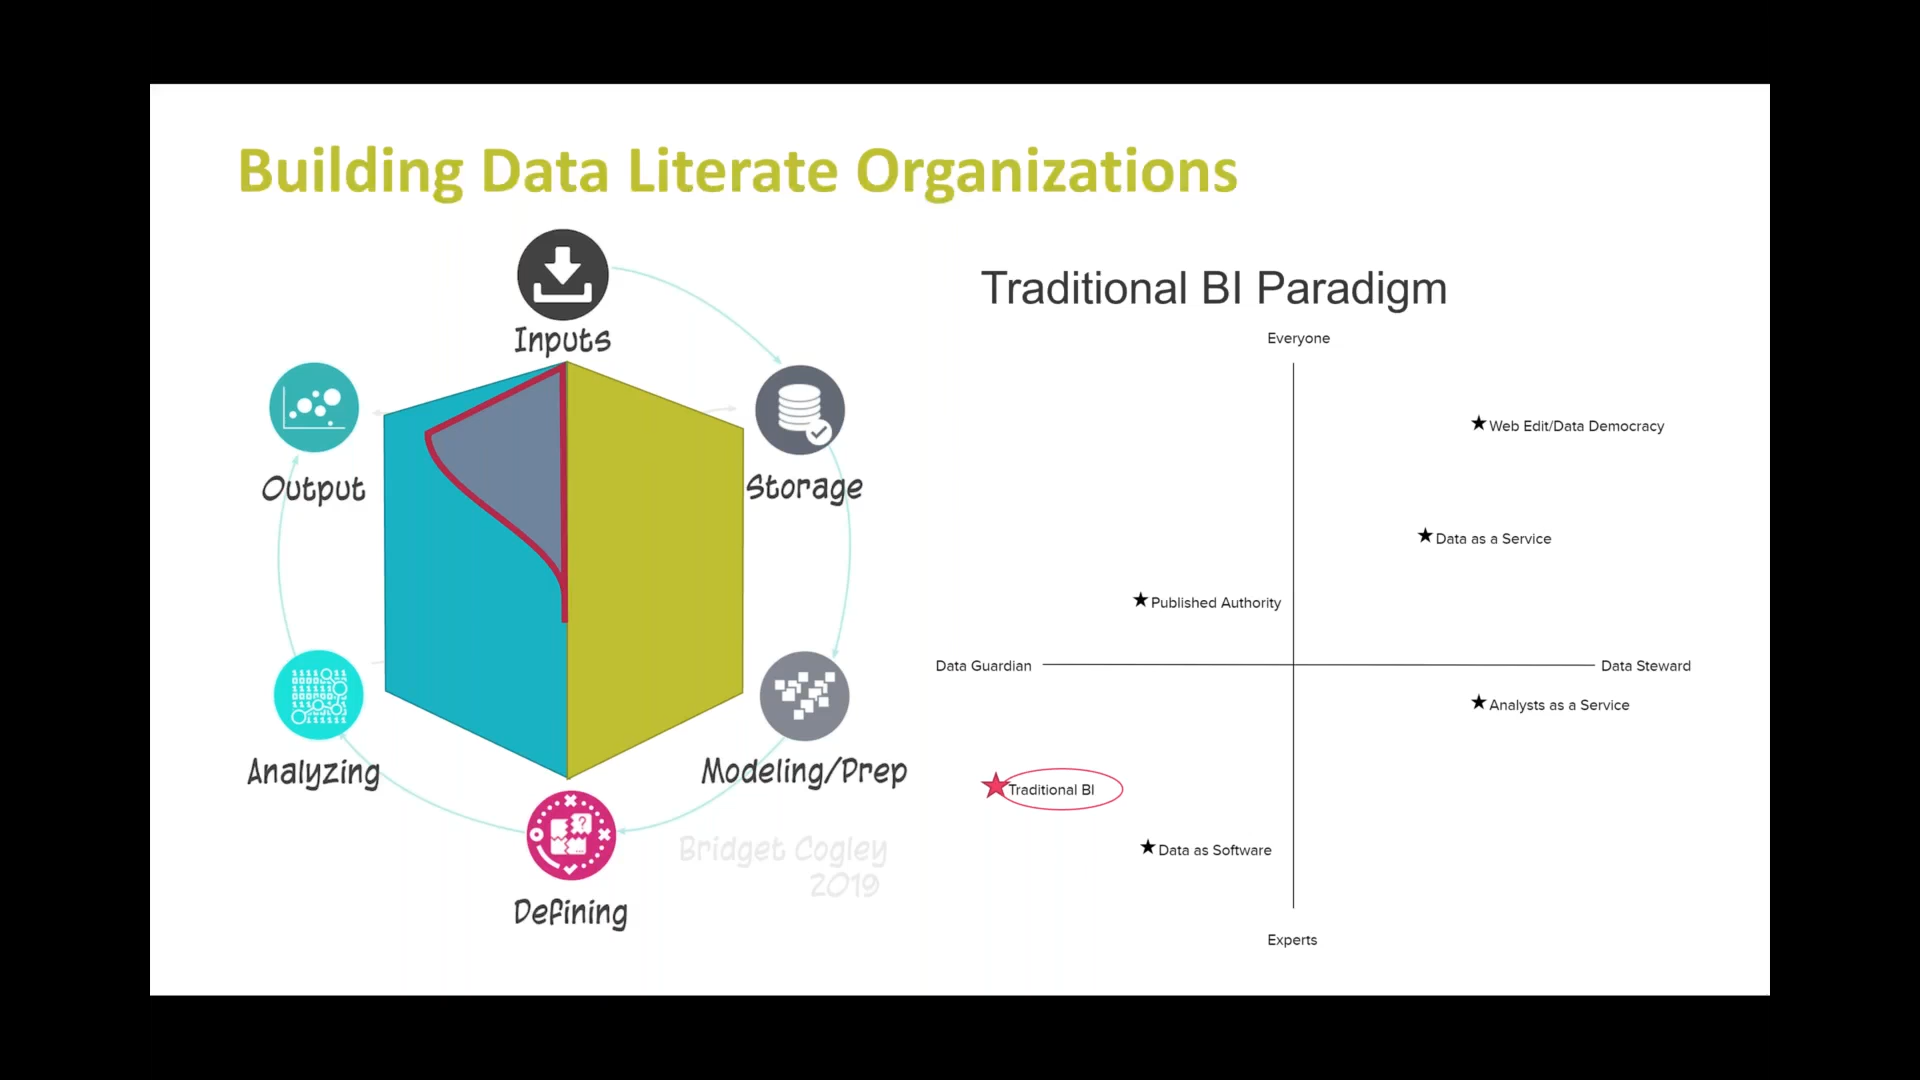 Building Data Literate Organizations
Inputs
Storage
Modeling/Prep
Defining
Analyzing
Output
Bridget Cogley
2019
Traditional BI Paradigm
Everyone
Web Edit/Data Democracy
Data as a Service
Published Authority
Data Guardian
Data Steward
Analysts as a Service
Traditional BI
Data as Software
Experts